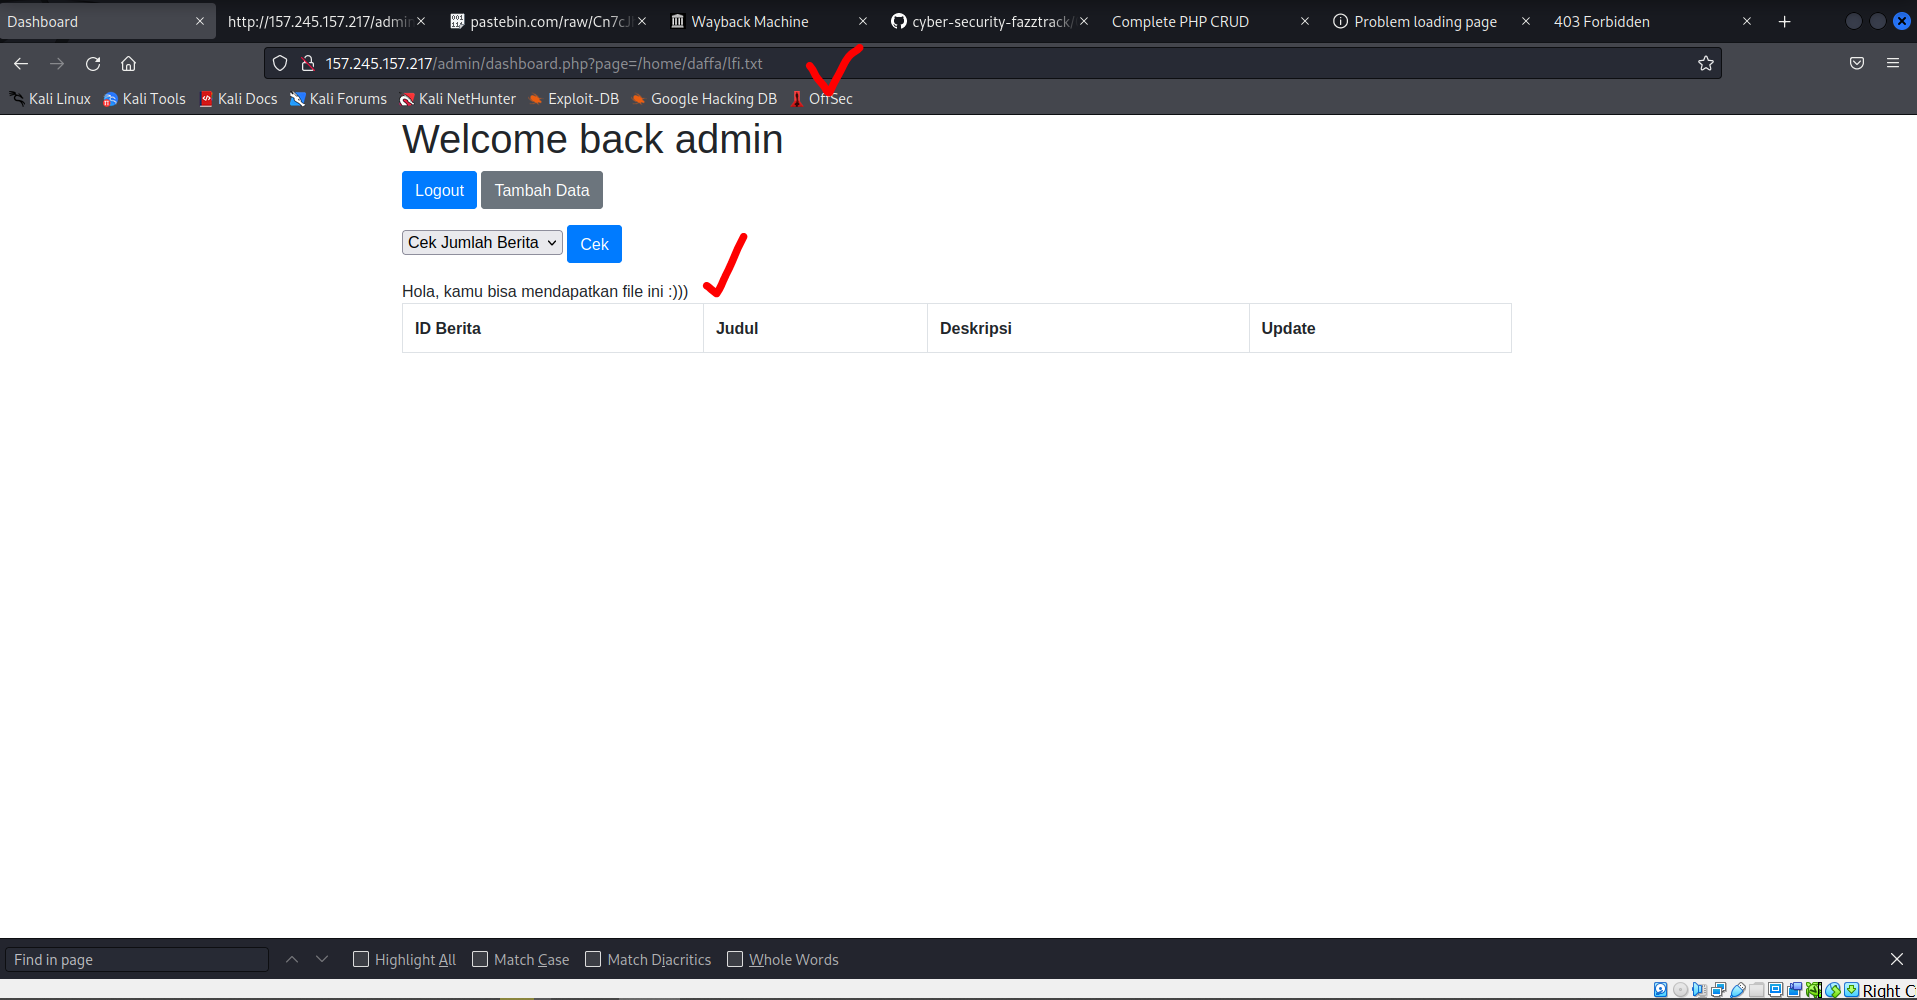 Dashboard
http://157.245.157.217/admin
pastebin.com/raw/Cn7cJ
Wayback Machine
cyber-security-fazztrack/
Complete PHP CRUD
Problem loading page
403 Forbidden
157.245.157.217/admin/dashboard.php?page=/home/daffa/lfi.txt
Kali Linux
Kali Tools
Kali Docs
Kali Forums
Kali NetHunter
Exploit-DB
Google Hacking DB
OffSec
Welcome back admin
Logout
Tambah Data
Cek Jumlah Berita
Cek
Hola, kamu bisa mendapatkan file ini :)))
ID Berita
Judul
Deskripsi
Update
Find in page
Highlight All
Match Case
Match Diacritics
Whole Words
Right C